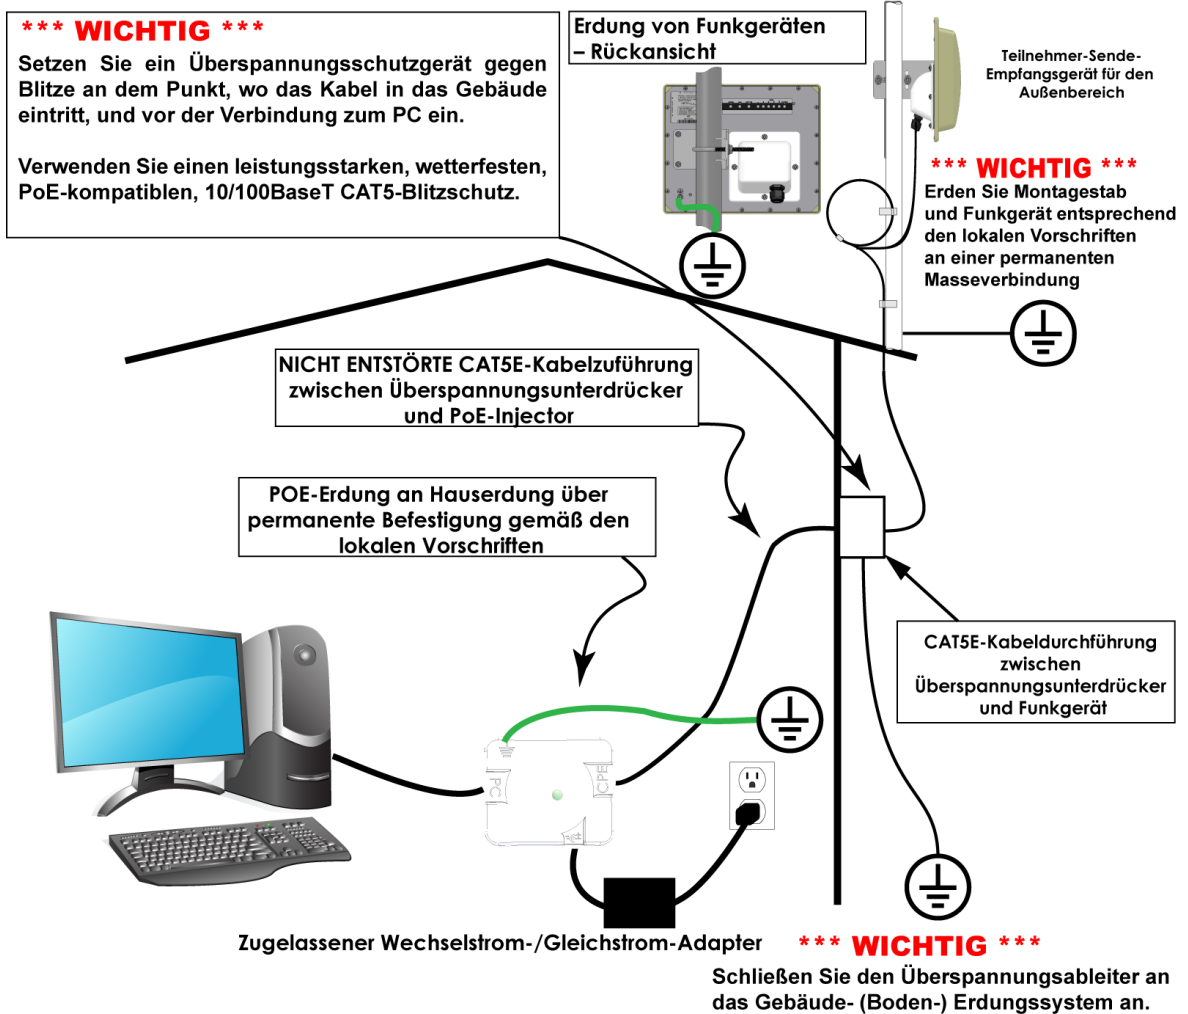 *** WICHTIG ***
Setzen Sie ein Überspannungsschutzgerät gegen
Blitze an dem Punkt, wo das Kabel in das Gebäude
eintritt, und vor der Verbindung zum PC ein.
Verwenden Sie einen leistungsstarken, wetterfesten,
PoE-kompatiblen, 10/100BaseT CAT5-Blitzschutz.
Erdung von Funkgeräten
– Rückansicht
Teilnehmer-Sende-
Empfangsgerät für den
Außenbereich
*** WICHTIG ***
Erden Sie Montagestab
und Funkgerät entsprechend
den lokalen Vorschriften
an einer permanenten
Masseverbindung
NICHT ENTSTÖRTE CAT5E-Kabelzuführung
zwischen Überspannungsunterdrücker
und PoE-Injector
POE-Erdung an Hauserdung über
permanente Befestigung gemäß den
lokalen Vorschriften
CAT5E-Kabeldurchführung
zwischen
Überspannungsunterdrücker
und Funkgerät
PC
CPE
Zugelassener Wechselstrom-/Gleichstrom-Adapter
*** WICHTIG ***
Schließen Sie den Überspannungsableiter an
das Gebäude- (Boden-) Erdungssystem an.